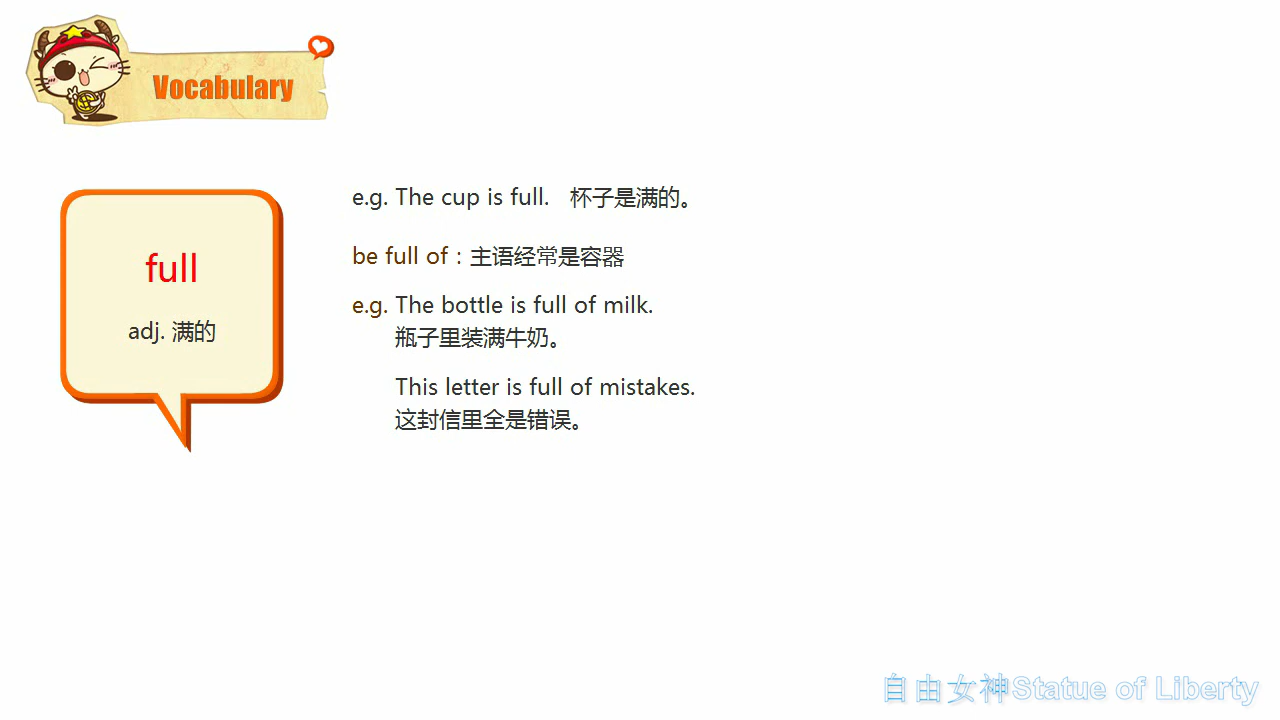 Vocabulary
full
adj. 满的
e.g. The cup is full. 杯子是满的。
be full of：主语经常是容器
e.g. The bottle is full of milk.
瓶子里装满牛奶。
This letter is full of mistakes.
这封信里全是错误。
自由女神Statue of Liberty